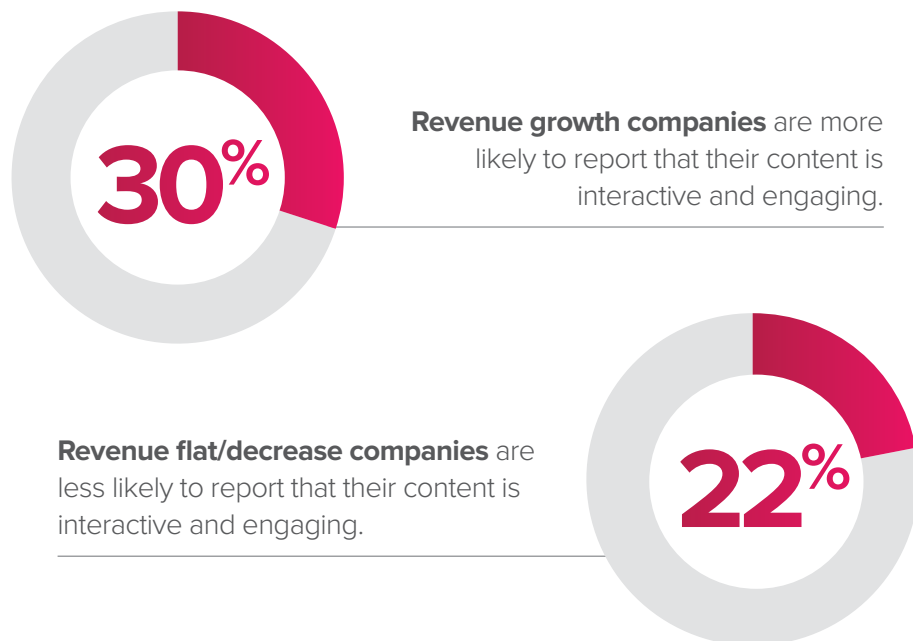 30%
Revenue growth companies are more
likely to report that their content is
interactive and engaging.
Revenue flat/decrease companies are
less likely to report that their content is
interactive and engaging.
22%